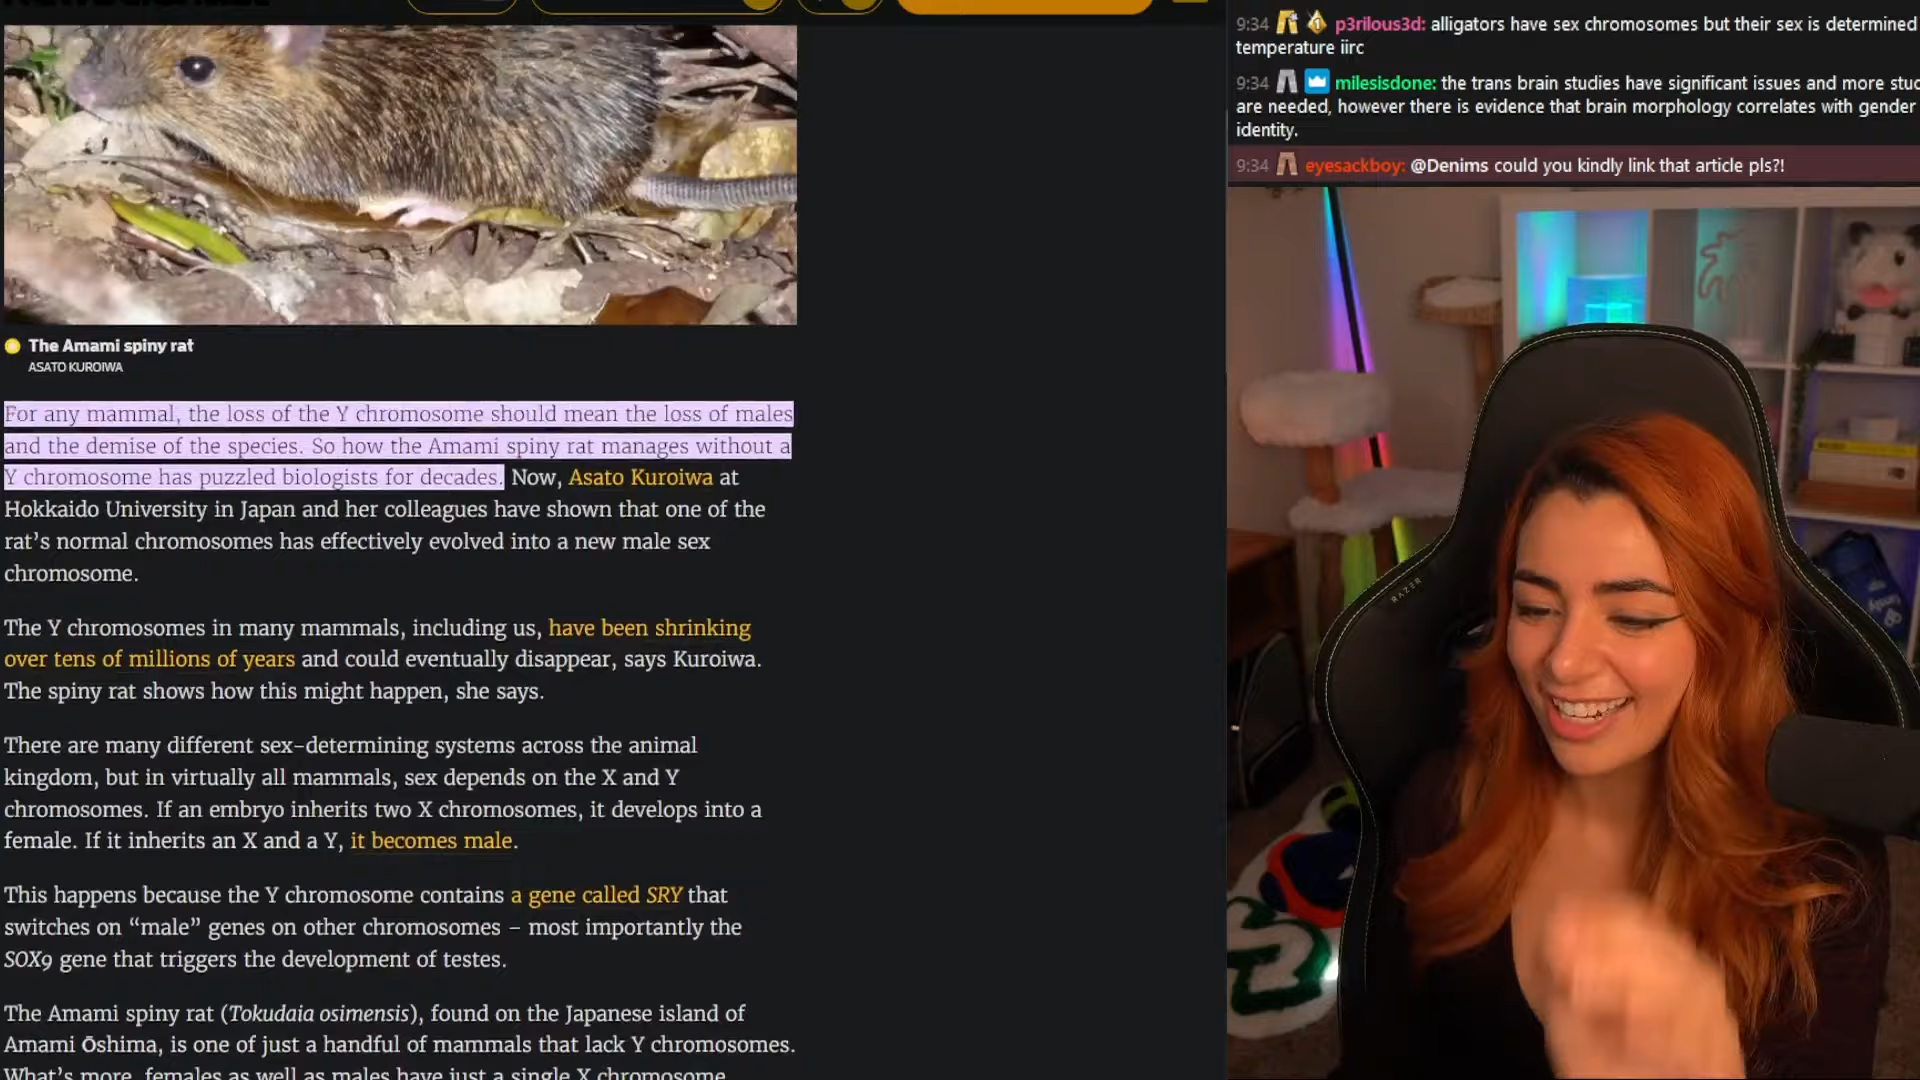 The Amami spiny rat
ASATO KUROIWA
For any mammal, the loss of the Y chromosome should mean the loss of males
and the demise of the species. So how the Amami spiny rat manages without a
Y chromosome has puzzled biologists for decades. Now, Asato Kuroiwa at
Hokkaido University in Japan and her colleagues have shown that one of the
rat's normal chromosomes has effectively evolved into a new male sex
chromosome.
The Y chromosomes in many mammals, including us, have been shrinking
over tens of millions of years and could eventually disappear, says Kuroiwa.
The spiny rat shows how this might happen, she says.
There are many different sex-determining systems across the animal
kingdom, but in virtually all mammals, sex depends on the X and Y
chromosomes. If an embryo inherits two X chromosomes, it develops into a
female. If it inherits an X and a Y, it becomes male.
This happens because the Y chromosome contains a gene called SRY that
switches on “male” genes on other chromosomes – most importantly the
SOX9 gene that triggers the development of testes.
The Amami spiny rat (Tokudaia osimensis), found on the Japanese island of
Amami Ōshima, is one of just a handful of mammals that lack Y chromosomes.
What's more, females as well as males have just a single X chromosome
9:34 p3rilous3d: alligators have sex chromosomes but their sex is determined
temperature iirc
9:34 milesisdone: the trans brain studies have significant issues and more stuc
are needed, however there is evidence that brain morphology correlates with gender
identity.
9:34 eyesackboy: @Denims could you kindly link that article pls?!
RAZER